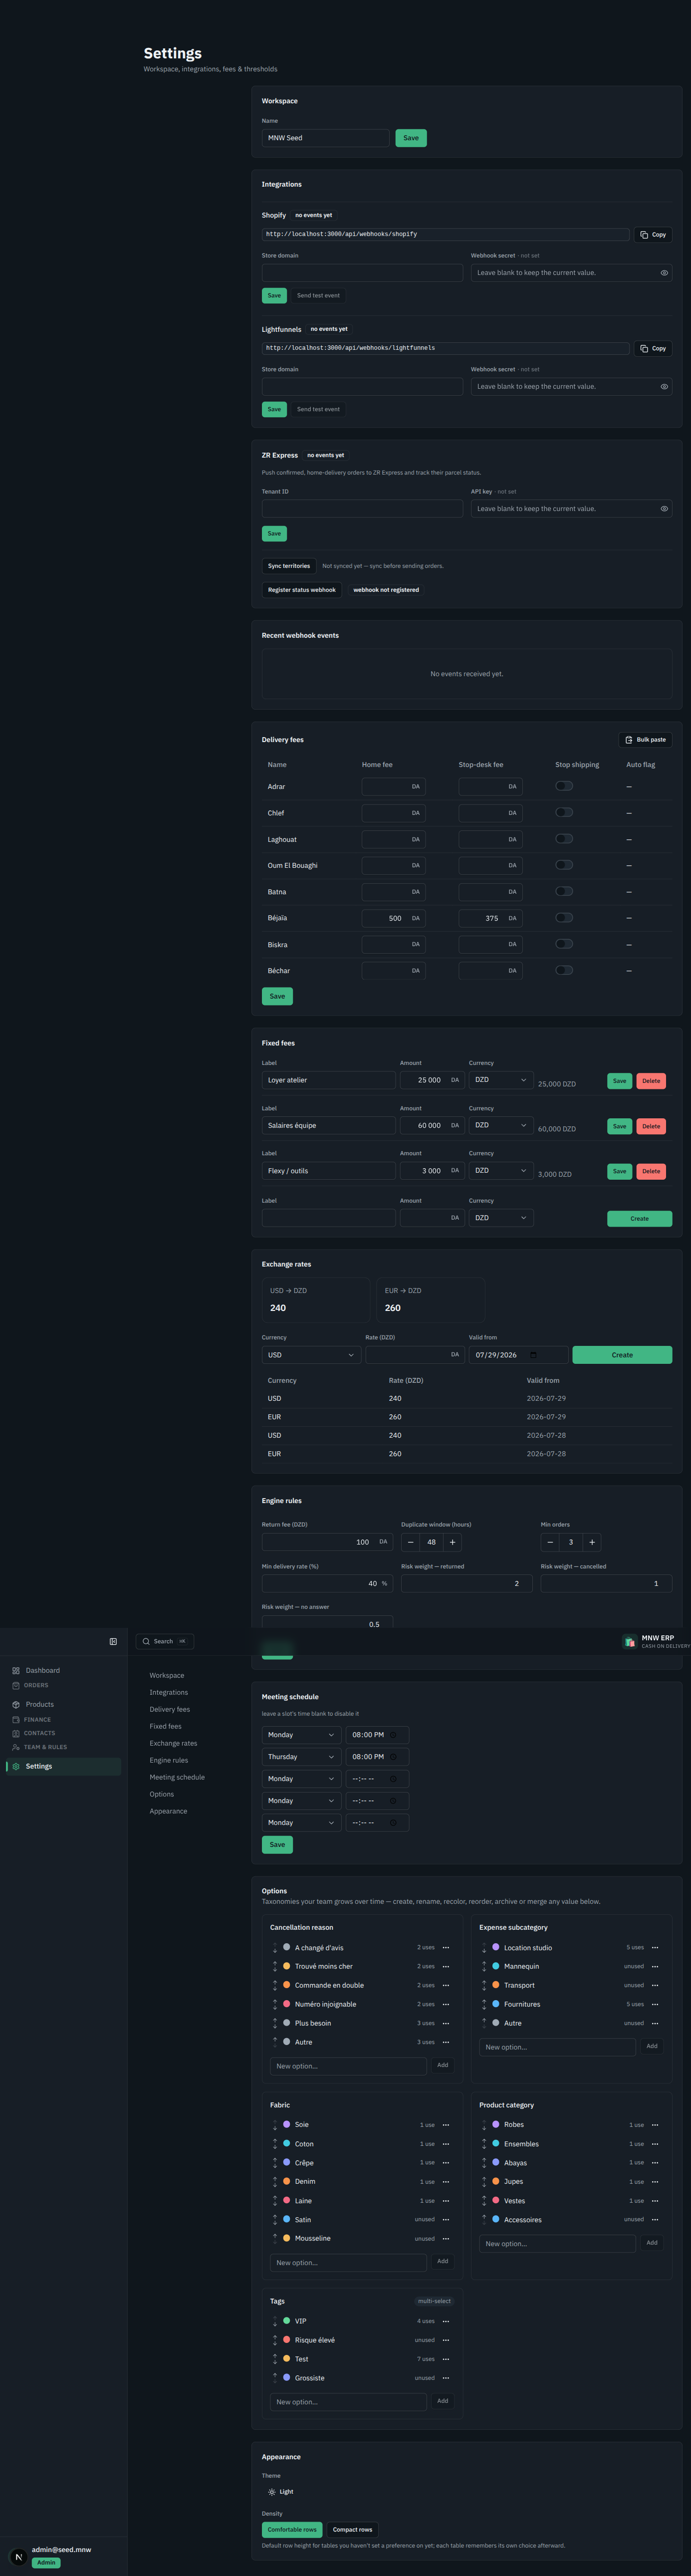 Settings
Workspace, integrations, fees & thresholds
Workspace
Name
MNW Seed
Save
Integrations
Shopify
no events yet
http://localhost:3000/api/webhooks/shopify
Copy
Store domain
Webhook secret · not set
Leave blank to keep the current value.
Save
Send test event
Lightfunnels
no events yet
http://localhost:3000/api/webhooks/lightfunnels
Copy
Store domain
Webhook secret · not set
Leave blank to keep the current value.
Save
Send test event
ZR Express
no events yet
Push confirmed, home-delivery orders to ZR Express and track their parcel status.
Tenant ID
API key · not set
Leave blank to keep the current value.
Save
Sync territories
Not synced yet — sync before sending orders.
Register status webhook
webhook not registered
Recent webhook events
No events received yet.
Delivery fees
Bulk paste
Name Home fee Stop-desk fee Stop shipping Auto flag
Adrar DA DA —
Chlef DA DA —
Laghouat DA DA —
Oum El Bouaghi DA DA —
Batna DA DA —
Béjaïa 500 DA 375 DA —
Biskra DA DA —
Béchar DA DA —
Save
Fixed fees
Label Amount Currency
Loyer atelier 25 000 DA DZD 25,000 DZD Save Delete
Label Amount Currency
Salaires équipe 60 000 DA DZD 60,000 DZD Save Delete
Label Amount Currency
Flexy / outils 3 000 DA DZD 3,000 DZD Save Delete
Label Amount Currency
DA DZD Create
Exchange rates
USD → DZD
240
EUR → DZD
260
Currency Rate (DZD) Valid from
USD DA 07/29/2026 Create
Currency Rate (DZD) Valid from
USD 240 2026-07-29
EUR 260 2026-07-29
USD 240 2026-07-28
EUR 260 2026-07-28
Engine rules
Return fee (DZD) Duplicate window (hours) Min orders
100 DA − 48 + − 3 +
Min delivery rate (%) Risk weight — returned Risk weight — cancelled
40 % 2 1
Risk weight — no answer
0.5
Search ⌘K
MNW ERP
CASH ON DELIVERY
Dashboard
ORDERS
Products
FINANCE
CONTACTS
TEAM & RULES
Settings
Workspace
Integrations
Delivery fees
Fixed fees
Exchange rates
Engine rules
Meeting schedule
Options
Appearance
Meeting schedule
leave a slot's time blank to disable it
Monday 08:00 PM
Thursday 08:00 PM
Monday --:-- --
Monday --:-- --
Monday --:-- --
Save
Options
Taxonomies your team grows over time — create, rename, recolor, reorder, archive or merge any value below.
Cancellation reason
A changé d'avis 2 uses
Trouvé moins cher 2 uses
Commande en double 2 uses
Numéro injoignable 2 uses
Plus besoin 3 uses
Autre 3 uses
New option... Add
Expense subcategory
Location studio 5 uses
Mannequin unused
Transport unused
Fournitures 5 uses
Autre unused
New option... Add
Fabric
Soie 1 use
Coton 1 use
Crêpe 1 use
Denim 1 use
Laine 1 use
Satin unused
Mousseline unused
New option... Add
Product category
Robes 1 use
Ensembles 1 use
Abayas 1 use
Jupes 1 use
Vestes 1 use
Accessoires unused
New option... Add
Tags multi-select
VIP 4 uses
Risque élevé unused
Test 7 uses
Grossiste unused
New option... Add
Appearance
Theme
Light
Density
Comfortable rows
Compact rows
Default row height for tables you haven't set a preference on yet; each table remembers its own choice afterward.
N
admin@seed.mnw
Admin